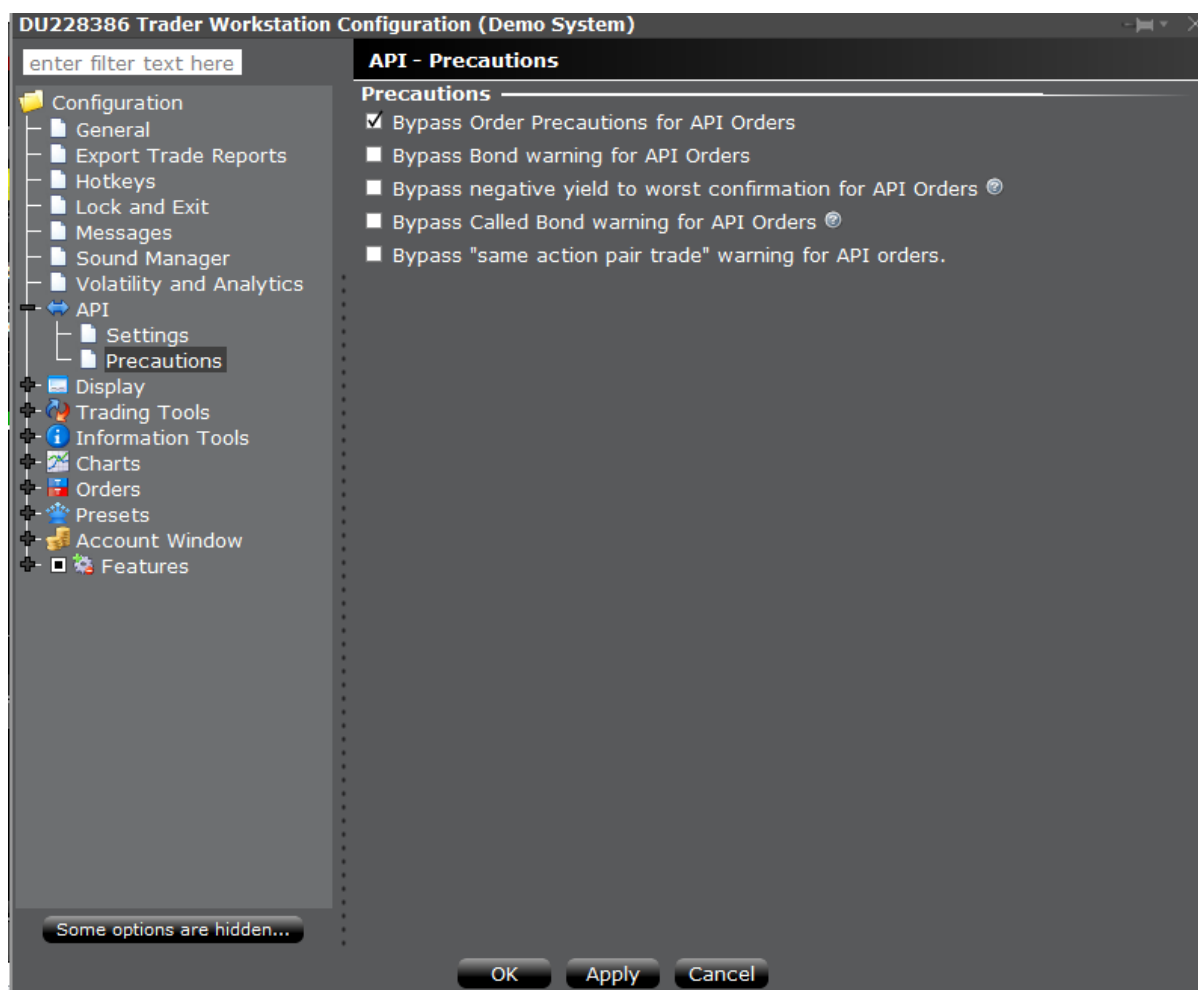 DU228386 Trader Workstation Configuration (Demo System)
enter filter text here
Configuration
General
Export Trade Reports
Hotkeys
Lock and Exit
Messages
Sound Manager
Volatility and Analytics
API
Settings
Precautions
Display
Trading Tools
Information Tools
Charts
Orders
Presets
Account Window
Features
Some options are hidden...
API - Precautions
Precautions
Bypass Order Precautions for API Orders
Bypass Bond warning for API Orders
Bypass negative yield to worst confirmation for API Orders
Bypass Called Bond warning for API Orders
Bypass "same action pair trade" warning for API orders.
OK Apply Cancel